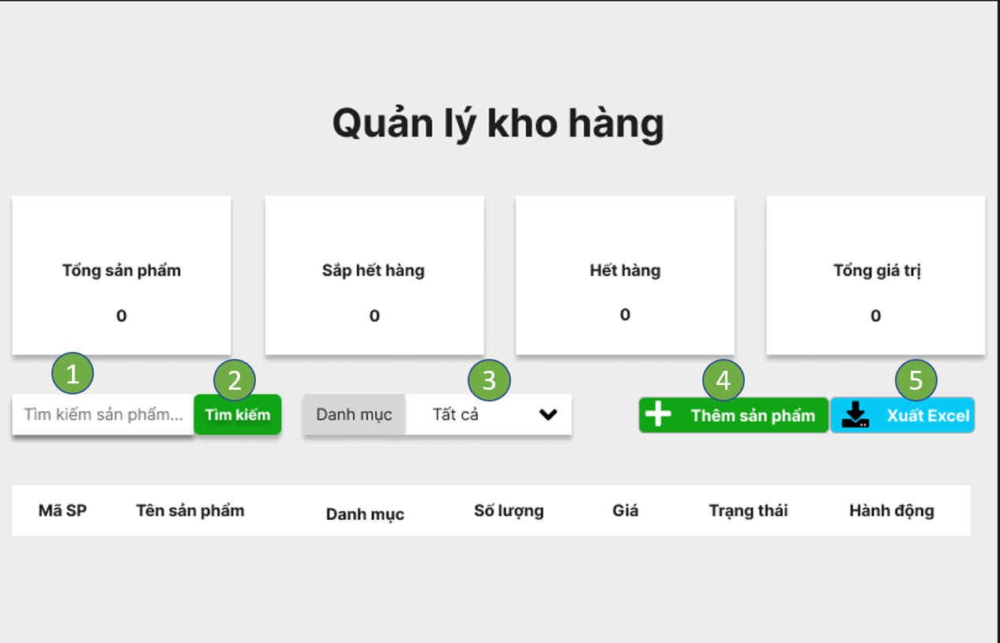 Quản lý kho hàng
Tổng sản phẩm
0
Sắp hết hàng
0
Hết hàng
0
Tổng giá trị
0
1
2
3
4
5
Tìm kiếm sản phẩm...
Tìm kiếm
Danh mục
Tất cả
Thêm sản phẩm
Xuất Excel
Mã SP
Tên sản phẩm
Danh mục
Số lượng
Giá
Trạng thái
Hành động